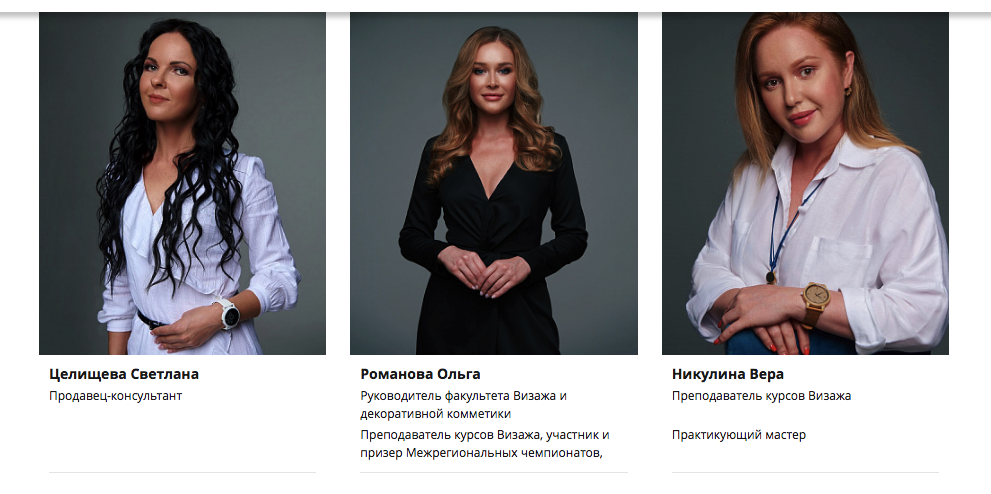 Целищева Светлана
Продавец-консультант
Романова Ольга
Руководитель факультета Визажа и
декоративной комметики
Преподаватель курсов Визажа, участник и
призер Межрегиональных чемпионатов,
Никулина Вера
Преподаватель курсов Визажа
Практикующий мастер